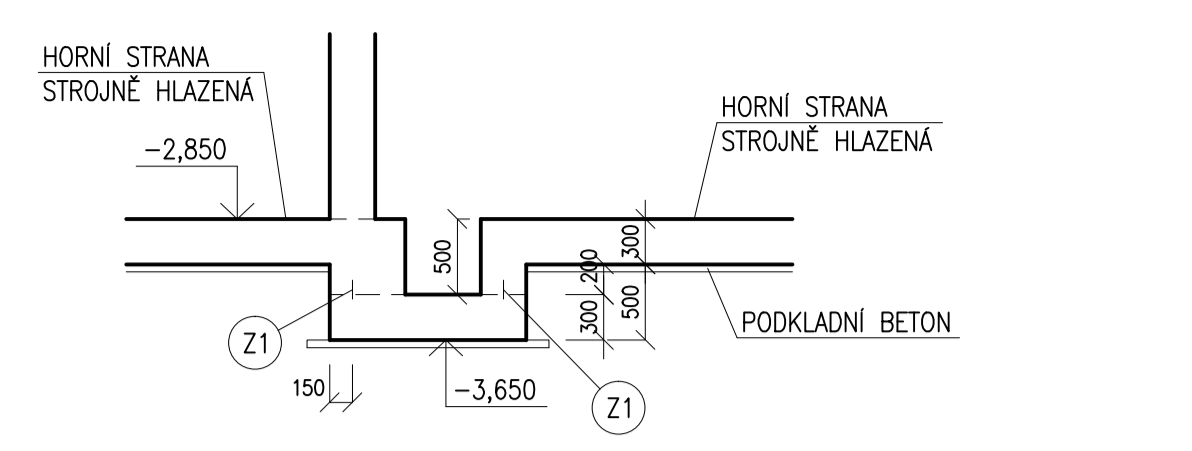 HORNÍ STRANA
STROJNĚ HLAZENÁ
-2,850
HORNÍ STRANA
STROJNĚ HLAZENÁ
500
200
300
300
500
PODKLADNÍ BETON
Z1
150
-3,650
Z1